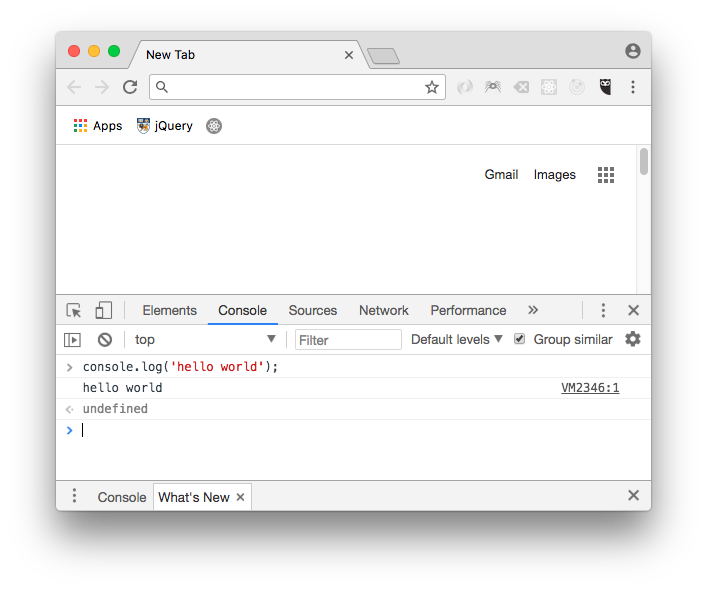 New Tab
Apps jQuery
Gmail Images
Elements Console Sources Network Performance »
top Filter Default levels Group similar
> console.log('hello world');
hello world VM2346:1
undefined
>
Console What's New